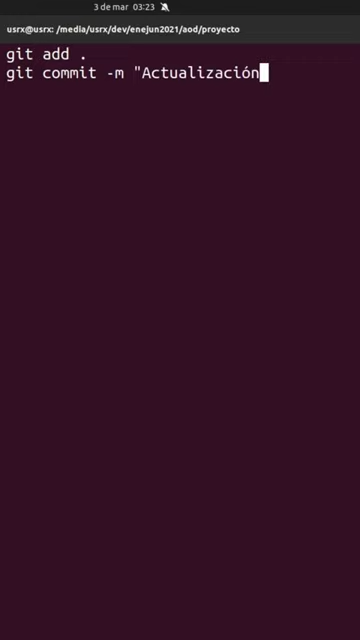 3 de mar 03:23
usrx@usrx: /media/usrx/dev/enejun2021/aod/proyecto
git add .
git commit -m "Actualización